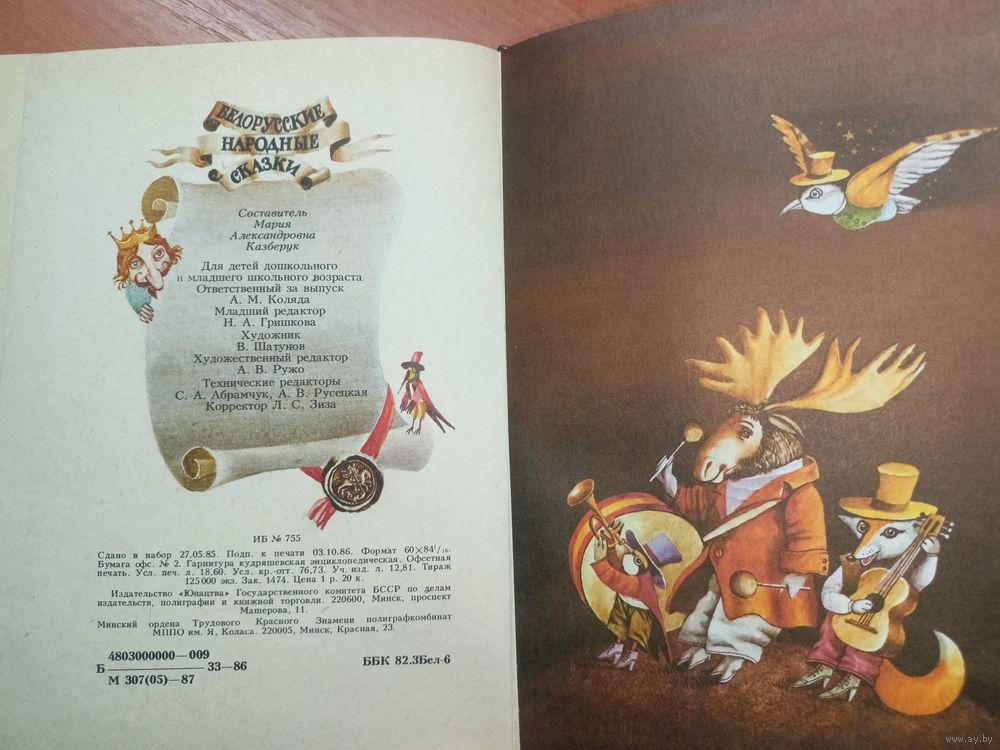 БЕЛОРУССКИЕ
НАРОДНЫЕ
СКАЗКИ
Составитель
Мария
Александровна
Казберук
Для детей дошкольного
и младшего школьного возраста
Ответственный за выпуск
А. М. Коляда
Младший редактор
Н. А. Гришкова
Художник
В. Шатунов
Художественный редактор
А. В. Ружо
Технические редакторы
С. А. Абрамчук, А. В. Русецкая
Корректор Л. С. Зиза
ИБ № 755
Сдано в набор 27.05.85. Подп. к печати 03.10.86. Формат 60×84¹/₁₆.
Бумага офс. № 2. Гарнитура кудряшевская энциклопедическая. Офсетная
печать. Усл. печ. л. 18,60. Усл. кр.-отт. 76,73. Уч.-изд. л. 12,81. Тираж
125 000 экз. Зак. 1474. Цена 1 р. 20 к.
Издательство «Юнацтва» Государственного комитета БССР по делам
издательств, полиграфии и книжной торговли. 220600, Минск, проспект
Машерова, 11.
Минский ордена Трудового Красного Знамени полиграфкомбинат
МППО им. Я. Коласа. 220005, Минск, Красная, 23.
4803000000—009
Б ——— 33—86
М 307(05)—87
ББК 82.3Бел-6
www.ay.by